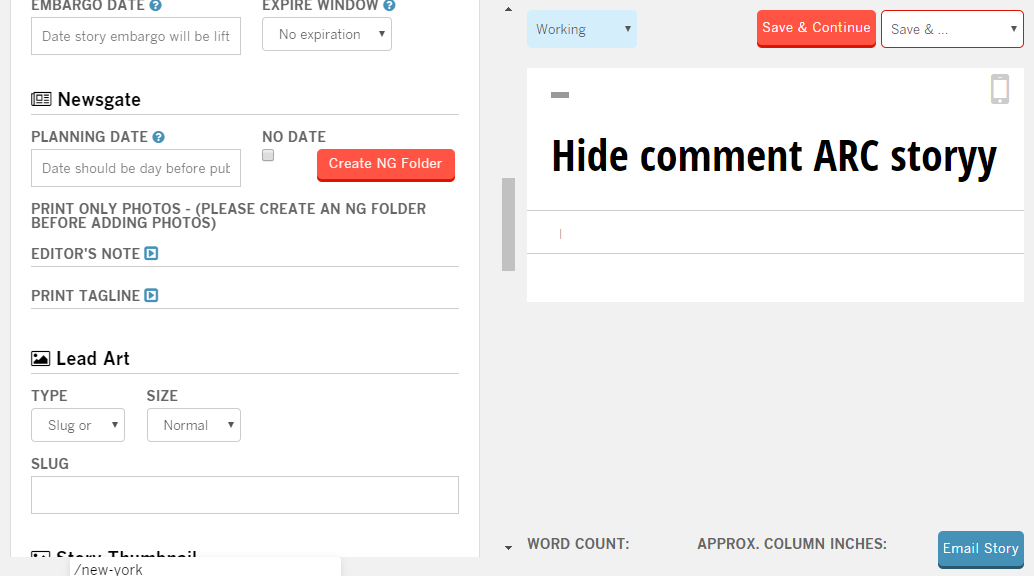 EMBARGO DATE
EXPIRE WINDOW
Date story embargo will be lift
No expiration
Newsgate
PLANNING DATE
NO DATE
Date should be day before put
Create NG Folder
PRINT ONLY PHOTOS - (PLEASE CREATE AN NG FOLDER
BEFORE ADDING PHOTOS)
EDITOR'S NOTE
PRINT TAGLINE
Lead Art
TYPE
SIZE
Slug or
Normal
SLUG
Story Thumbnail
/new-york
Working
Save & Continue
Save & ...
Hide comment ARC storyy
WORD COUNT:
APPROX. COLUMN INCHES:
Email Story